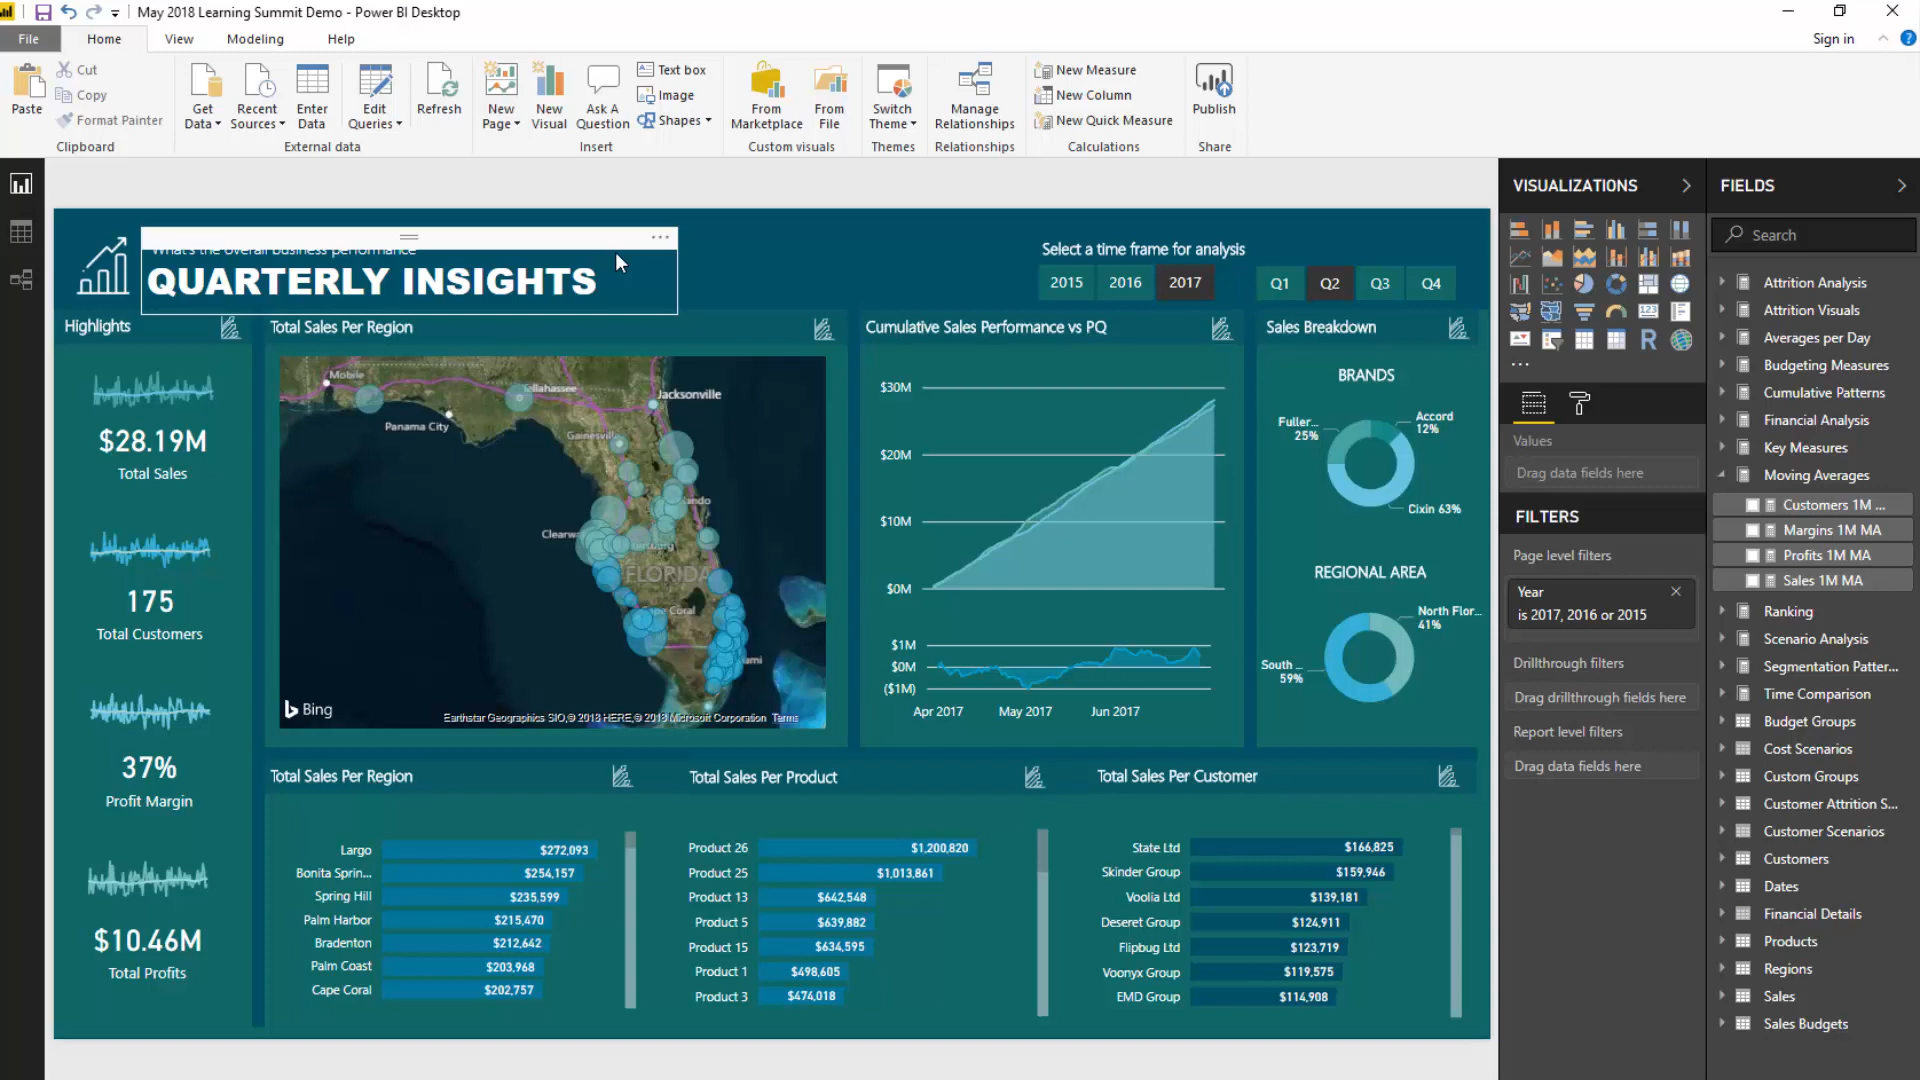 May 2018 Learning Summit Demo - Power BI Desktop
File
Home
View
Modeling
Help
Sign in
Paste
Cut
Copy
Format Painter
Clipboard
Get Data
Recent Sources
Enter Data
Edit Queries
Refresh
External data
New Page
New Visual
Ask A Question
Text box
Image
Shapes
Insert
From Marketplace
From File
Custom visuals
Switch Theme
Themes
Manage Relationships
Relationships
New Measure
New Column
New Quick Measure
Calculations
Publish
Share
What's the overall business performance
QUARTERLY INSIGHTS
Select a time frame for analysis
2015
2016
2017
Q1
Q2
Q3
Q4
Highlights
$28.19M
Total Sales
175
Total Customers
37%
Profit Margin
$10.46M
Total Profits
Total Sales Per Region
Mobile
Jacksonville
Panama City
FLORIDA
Cape Coral
Bing
Earthstar Geographics SIO,© 2018 HERE,© 2018 Microsoft Corporation Terms
Cumulative Sales Performance vs PQ
$30M
$20M
$10M
$0M
$1M
$0M
($1M)
Apr 2017
May 2017
Jun 2017
Sales Breakdown
BRANDS
Fuller...
25%
Accord
12%
Cixin 63%
REGIONAL AREA
North Flor...
41%
South ...
59%
Total Sales Per Region
Largo $272,093
Bonita Sprin... $254,157
Spring Hill $235,599
Palm Harbor $215,470
Bradenton $212,642
Palm Coast $203,968
Cape Coral $202,757
Total Sales Per Product
Product 26 $1,200,820
Product 25 $1,013,861
Product 13 $642,548
Product 5 $639,882
Product 15 $634,595
Product 1 $498,605
Product 3 $474,018
Total Sales Per Customer
State Ltd $166,825
Skinder Group $159,946
Voolia Ltd $139,181
Deseret Group $124,911
Flipbug Ltd $123,719
Voonyx Group $119,575
EMD Group $114,908
VISUALIZATIONS
R
Values
Drag data fields here
FILTERS
Page level filters
Year
is 2017, 2016 or 2015
Drillthrough filters
Drag drillthrough fields here
Report level filters
Drag data fields here
FIELDS
Search
Attrition Analysis
Attrition Visuals
Averages per Day
Budgeting Measures
Cumulative Patterns
Financial Analysis
Key Measures
Moving Averages
Customers 1M ...
Margins 1M MA
Profits 1M MA
Sales 1M MA
Ranking
Scenario Analysis
Segmentation Patter...
Time Comparison
Budget Groups
Cost Scenarios
Custom Groups
Customer Attrition S...
Customer Scenarios
Customers
Dates
Financial Details
Products
Regions
Sales
Sales Budgets